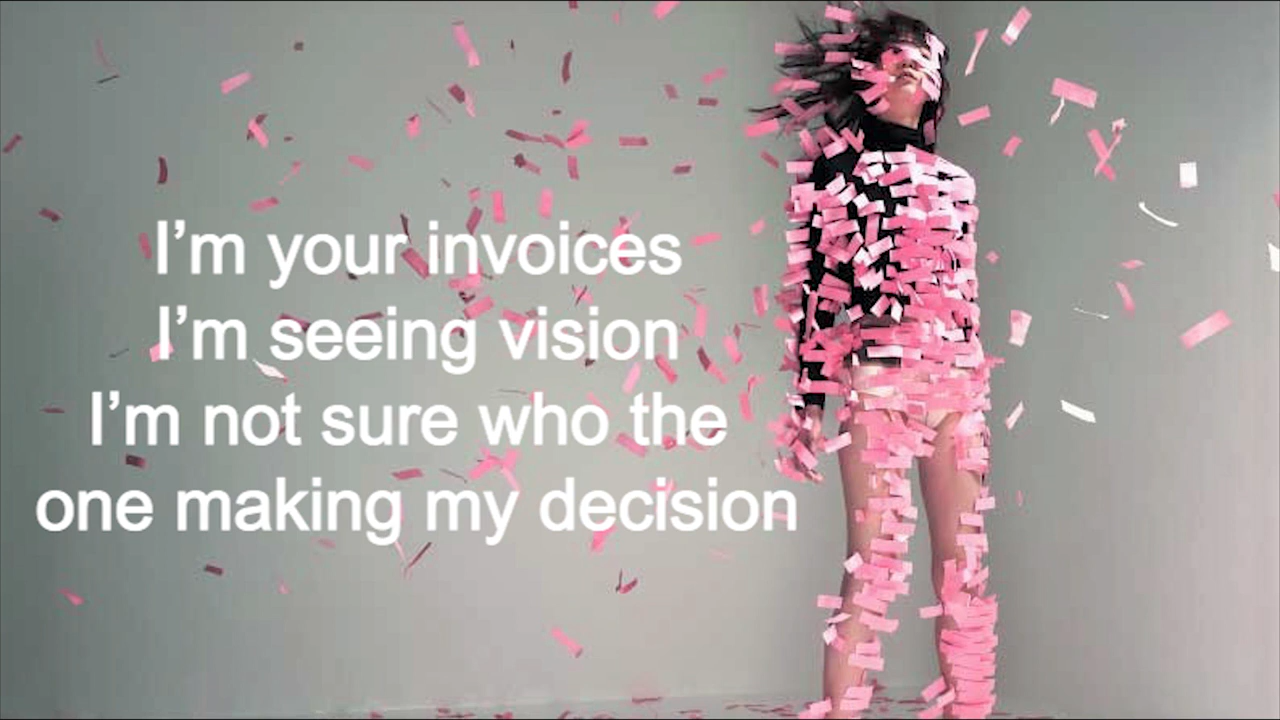 I’m your invoices
I’m seeing vision
I’m not sure who the
one making my decision